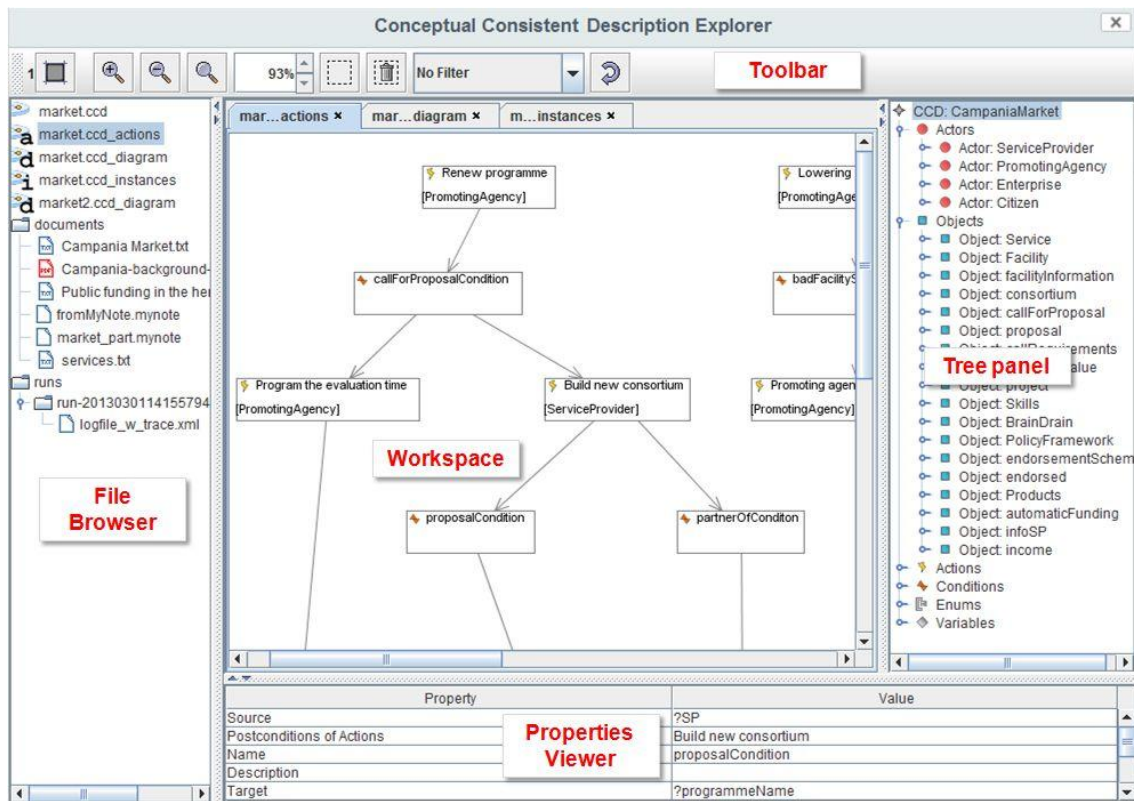 Conceptual Consistent Description Explorer
1
93%
No Filter
Toolbar
market.ccd
market.ccd_actions
market.ccd_diagram
market.ccd_instances
market2.ccd_diagram
documents
Campania Market.txt
Campania-background-
Public funding in the her
fromMyNote.mynote
market_part.mynote
services.txt
runs
run-2013030114155794
logfile_w_trace.xml
File
Browser
mar...actions
mar...diagram
m...instances
Renew programme
[PromotingAgency]
Lowering
[PromotingAge
callForProposalCondition
badFacilityS
Program the evaluation time
[PromotingAgency]
Build new consortium
[ServiceProvider]
Promoting agen
[PromotingAgency]
Workspace
proposalCondition
partnerOfConditon
CCD: CampaniaMarket
Actors
Actor: ServiceProvider
Actor: PromotingAgency
Actor: Enterprise
Actor: Citizen
Objects
Object: Service
Object: Facility
Object: facilityInformation
Object: consortium
Object: callForProposal
Object: proposal
Object: callRequirements
alue
Tree panel
Object: project
Object: Skills
Object: BrainDrain
Object: PolicyFramework
Object: endorsementSchem
Object: endorsed
Object: Products
Object: automaticFunding
Object: infoSP
Object: income
Actions
Conditions
Enums
Variables
Property Value
Source ?SP
Postconditions of Actions Build new consortium
Name proposalCondition
Description
Target ?programmeName
Properties
Viewer